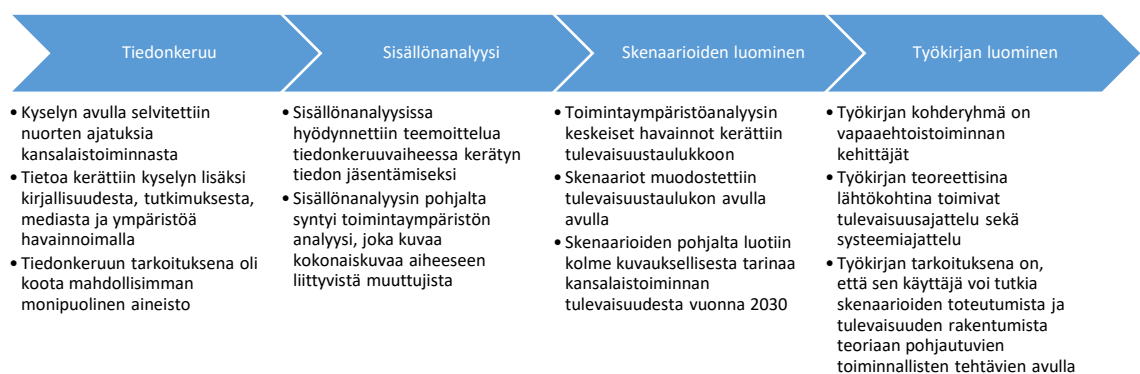 Tiedonkeruu
• Kyselyn avulla selvitettiin
nuorten ajatuksia
kansalaistoiminnasta
• Tietoa kerättiin kyselyn lisäksi
kirjallisuudesta, tutkimuksesta,
mediasta ja ympäristöä
havainnoimalla
• Tiedonkeruun tarkoituksena oli
koota mahdollisimman
monipuolinen aineisto
Sisällönanalyysi
• Sisällönanalyysissa
hyödynnettiin teemoittelua
tiedonkeruuvaiheessa kerätyn
tiedon jäsentämiseksi
• Sisällönanalyysin pohjalta
syntyi toimintaympäristön
analyysi, joka kuvaa
kokonaiskuvaa aiheeseen
liittyvistä muuttujista
Skenaarioiden luominen
• Toimintaympäristöanalyysin
keskeiset havainnot kerättiin
tulevaisuustaulukkoon
• Skenaariot muodostettiin
tulevaisuustaulukon avulla
avulla
• Skenaarioiden pohjalta luotiin
kolme kuvauksellisesta tarinaa
kansalaistoiminnan
tulevaisuudesta vuonna 2030
Työkirjan luominen
• Työkirjan kohderyhmä on
vapaaehtoistoiminnan
kehittäjät
• Työkirjan teoreettisina
lähtökohtina toimivat
tulevaisuusajattelu sekä
systeemiajattelu
• Työkirjan tarkoituksena on,
että sen käyttäjä voi tutkia
skenaarioiden toteutumista ja
tulevaisuuden rakentumista
teoriaan pohjautuvien
toiminnallisten tehtävien avulla